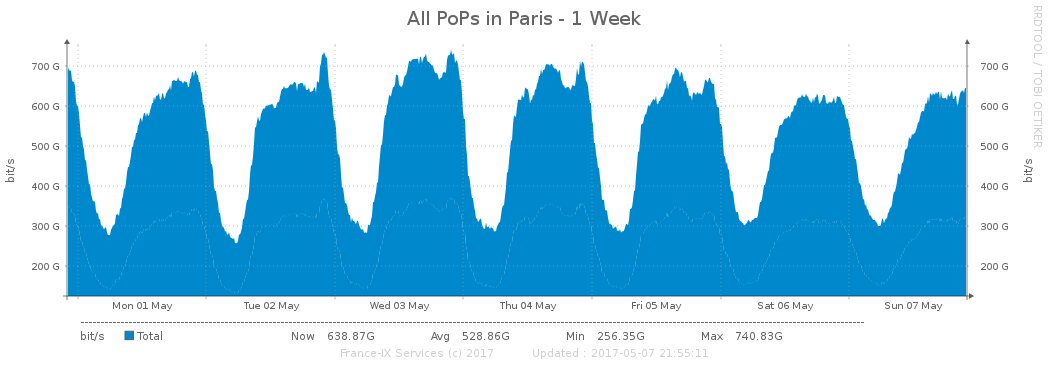 All PoPs in Paris - 1 Week
RRDTOOL / TOBI OETIKER
bit/s
700 G
600 G
500 G
400 G
300 G
200 G
700 G
600 G
500 G
400 G
300 G
200 G
bit/s
Mon 01 May Tue 02 May Wed 03 May Thu 04 May Fri 05 May Sat 06 May Sun 07 May
bit/s Total Now 638.87G Avg 528.86G Min 256.35G Max 740.83G
France-IX Services (c) 2017 Updated : 2017-05-07 21:55:11